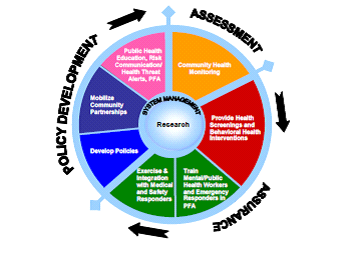 ASSESSMENT
POLICY DEVELOPMENT
ASSURANCE
Public Health
Education, Risk
Communication/
Health Threat
Alerts, PFA
Community Health
Monitoring
Mobilize
Community
Partnerships
SYSTEM MANAGEMENT
Research
Provide Health
Screenings and
Behavioral Health
Interventions
Develop Policies
Exercise &
Integration
with Medical
and Safety
Responders
Train
Mental/Public
Health Workers
and Emergency
Responders in
PFA